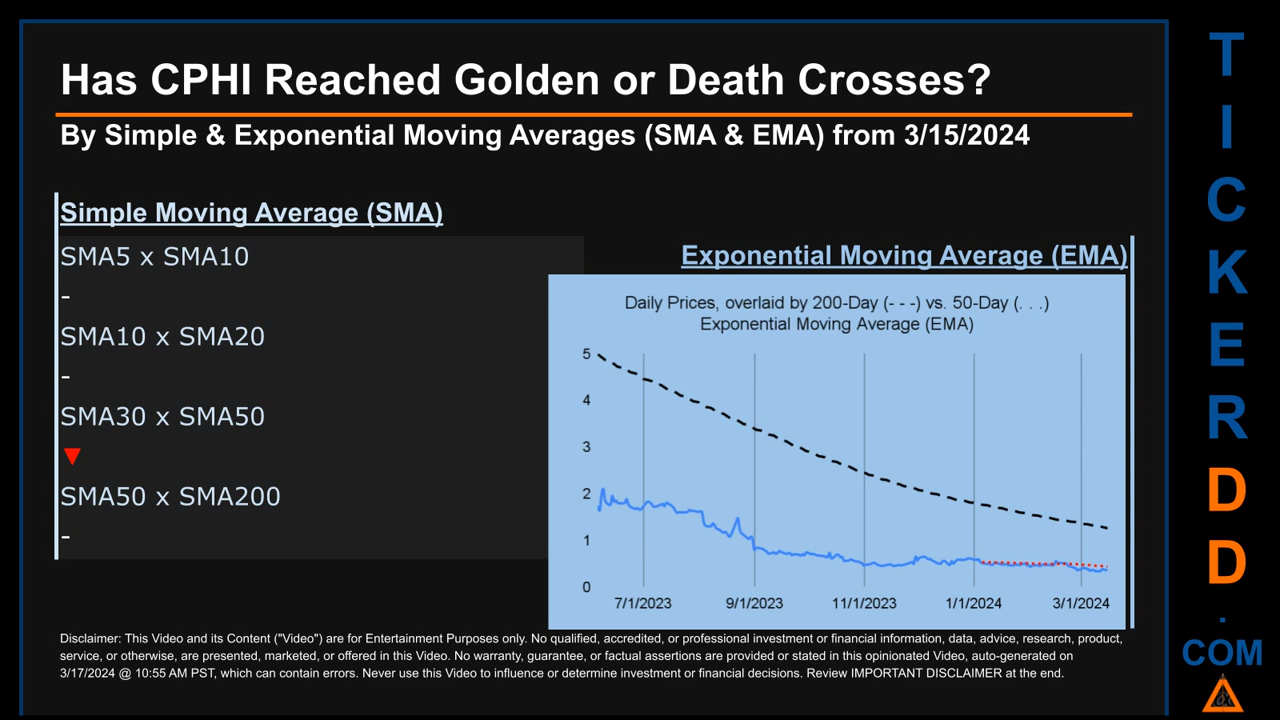 Has CPHI Reached Golden or Death Crosses?
By Simple & Exponential Moving Averages (SMA & EMA) from 3/15/2024
Simple Moving Average (SMA)
SMA5 x SMA10
-
SMA10 x SMA20
-
SMA30 x SMA50
▼
SMA50 x SMA200
-
Exponential Moving Average (EMA)
Daily Prices, overlaid by 200-Day (- - -) vs. 50-Day (. . .)
Exponential Moving Average (EMA)
5
4
3
2
1
0
7/1/2023 9/1/2023 11/1/2023 1/1/2024 3/1/2024
Disclaimer: This Video and its Content ("Video") are for Entertainment Purposes only. No qualified, accredited, or professional investment or financial information, data, advice, research, product,
service, or otherwise, are presented, marketed, or offered in this Video. No warranty, guarantee, or factual assertions are provided or stated in this opinionated Video, auto-generated on
3/17/2024 @ 10:55 AM PST, which can contain errors. Never use this Video to influence or determine investment or financial decisions. Review IMPORTANT DISCLAIMER at the end.
T
I
C
K
E
R
D
D
.
COM